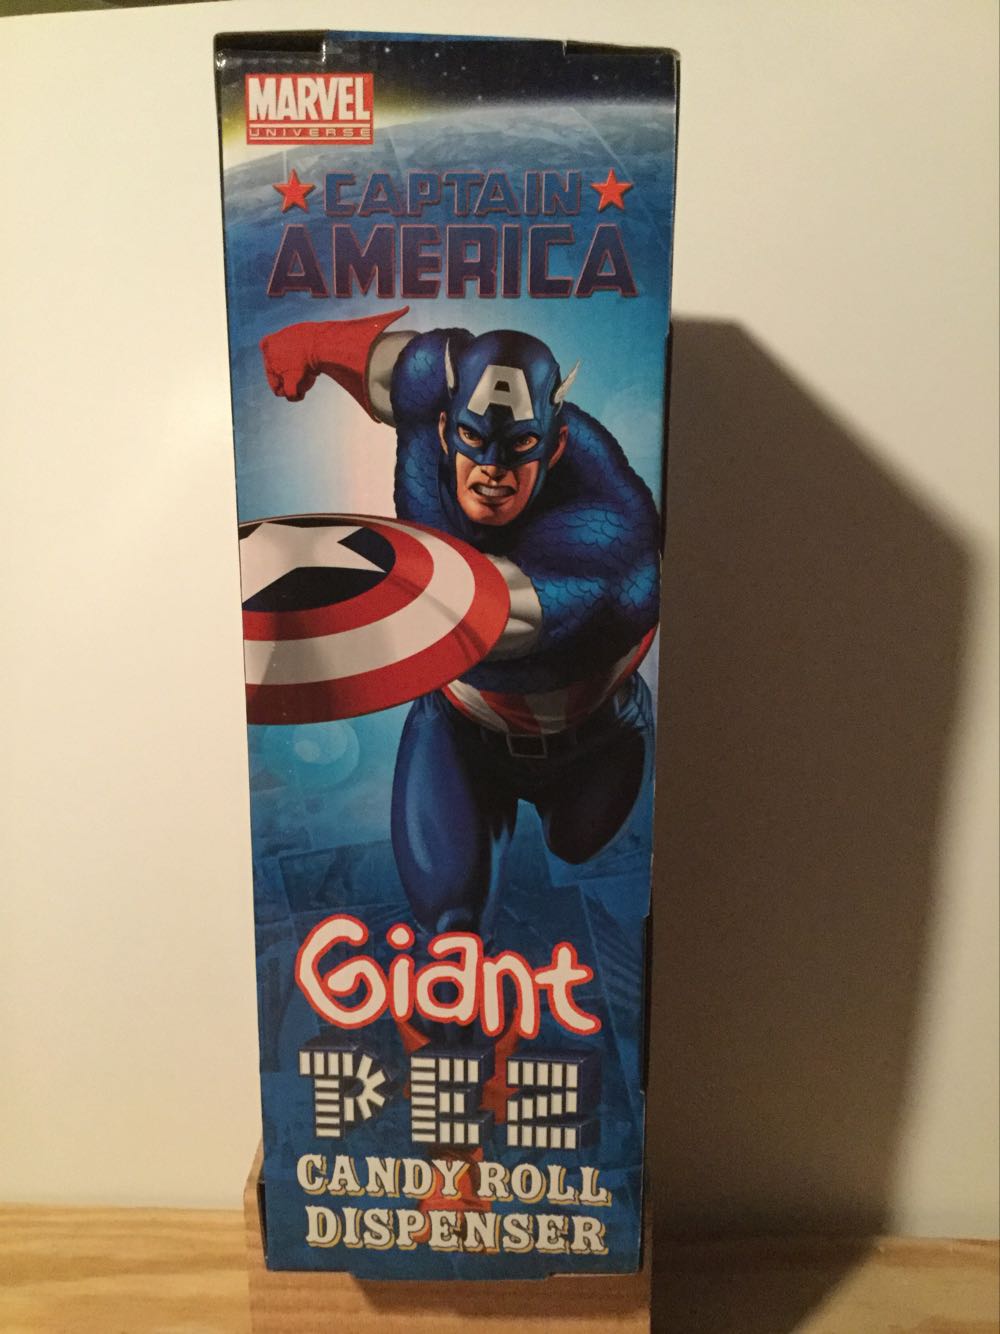 MARVEL
UNIVERSE
CAPTAIN
AMERICA
A
Giant
PEZ
CANDY ROLL
DISPENSER